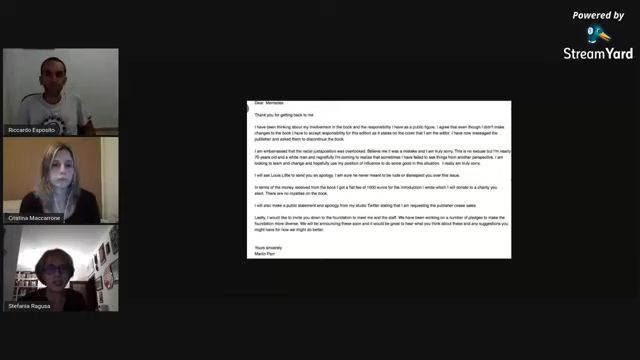 Powered by
StreamYard
Riccardo Esposito
Cristina Maccarrone
Stefania Ragusa
Dear
Thank you for getting back to me
I have been thinking about my involvement in the book and the responsibility I have as a public figure. I agree that even though I didn't make
changes to the book I have to accept responsibility for this edition as it states on the cover that I am the editor. I have now messaged the
publisher and asked them to discontinue the book.
I am embarrassed that the racial juxtaposition was overlooked. Believe me it was a mistake and I am truly sorry. This is no excuse but I'm nearly
70 years old and a white man and regretfully I'm coming to realize that sometimes I have failed to see things from another perspective. I am
looking to learn and change and hopefully use my position of influence to do some good in this situation. I really am truly sorry.
I will ask Louis Little to send you an apology. I am sure he never meant to be rude or disrespect you over this issue.
In terms of the money received from the book I got a flat fee of 1000 euros for the introduction I wrote which I will donate to a charity you
elect. There are no royalties on the book.
I will also make a public statement and apology from my studio Twitter stating that I am requesting the publisher cease sales.
Lastly, I would like to invite you down to the foundation to meet me and the staff. We have been working on a number of pledges to make the
foundation more diverse. We will be announcing these soon and it would be great to hear what you think about these and any suggestions you
might have for how we might do better.
Yours sincerely
Martin Parr